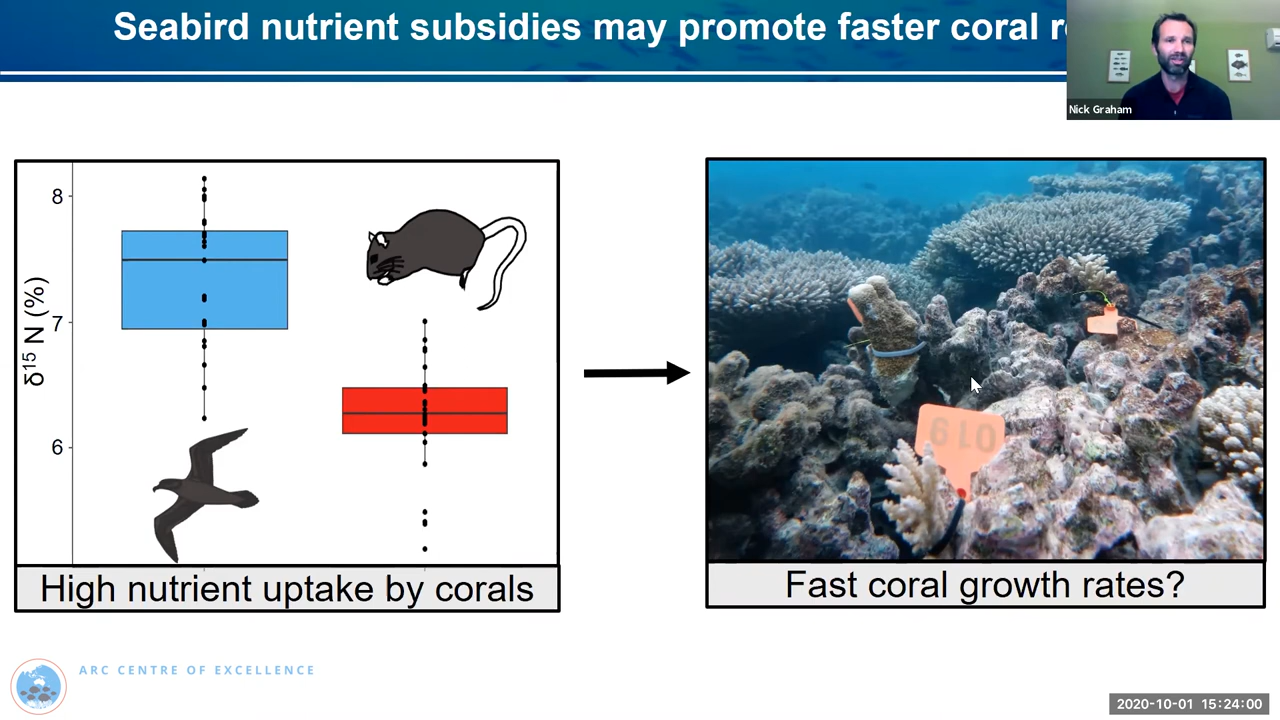 Seabird nutrient subsidies may promote faster coral
Nick Graham
8
7
6
δ15 N (%)
High nutrient uptake by corals
019
Fast coral growth rates?
ARC CENTRE OF EXCELLENCE
2020-10-01 15:24:00